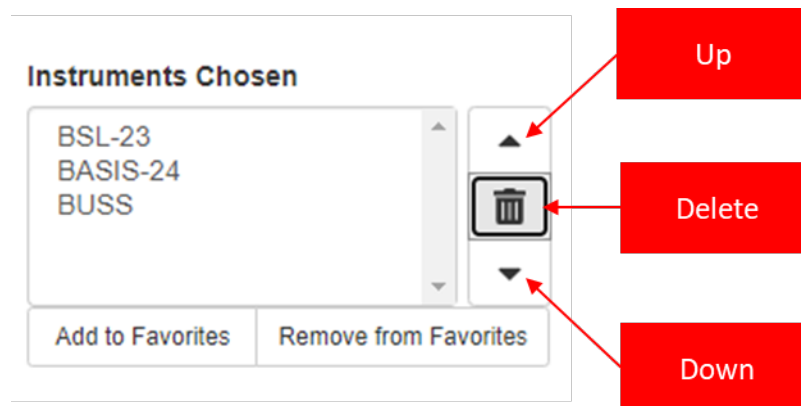 Up
Instruments Chosen
BSL-23
BASIS-24
BUSS
Delete
Add to Favorites
Remove from Favorites
Down